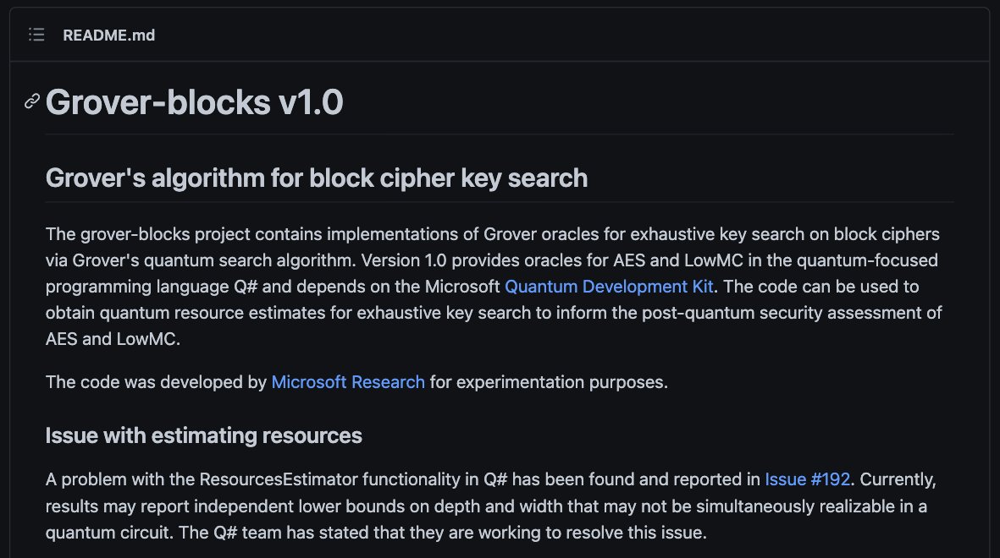 README.md
Grover-blocks v1.0
Grover's algorithm for block cipher key search
The grover-blocks project contains implementations of Grover oracles for exhaustive key search on block ciphers
via Grover's quantum search algorithm. Version 1.0 provides oracles for AES and LowMC in the quantum-focused
programming language Q# and depends on the Microsoft Quantum Development Kit. The code can be used to
obtain quantum resource estimates for exhaustive key search to inform the post-quantum security assessment of
AES and LowMC.
The code was developed by Microsoft Research for experimentation purposes.
Issue with estimating resources
A problem with the ResourcesEstimator functionality in Q# has been found and reported in Issue #192. Currently,
results may report independent lower bounds on depth and width that may not be simultaneously realizable in a
quantum circuit. The Q# team has stated that they are working to resolve this issue.